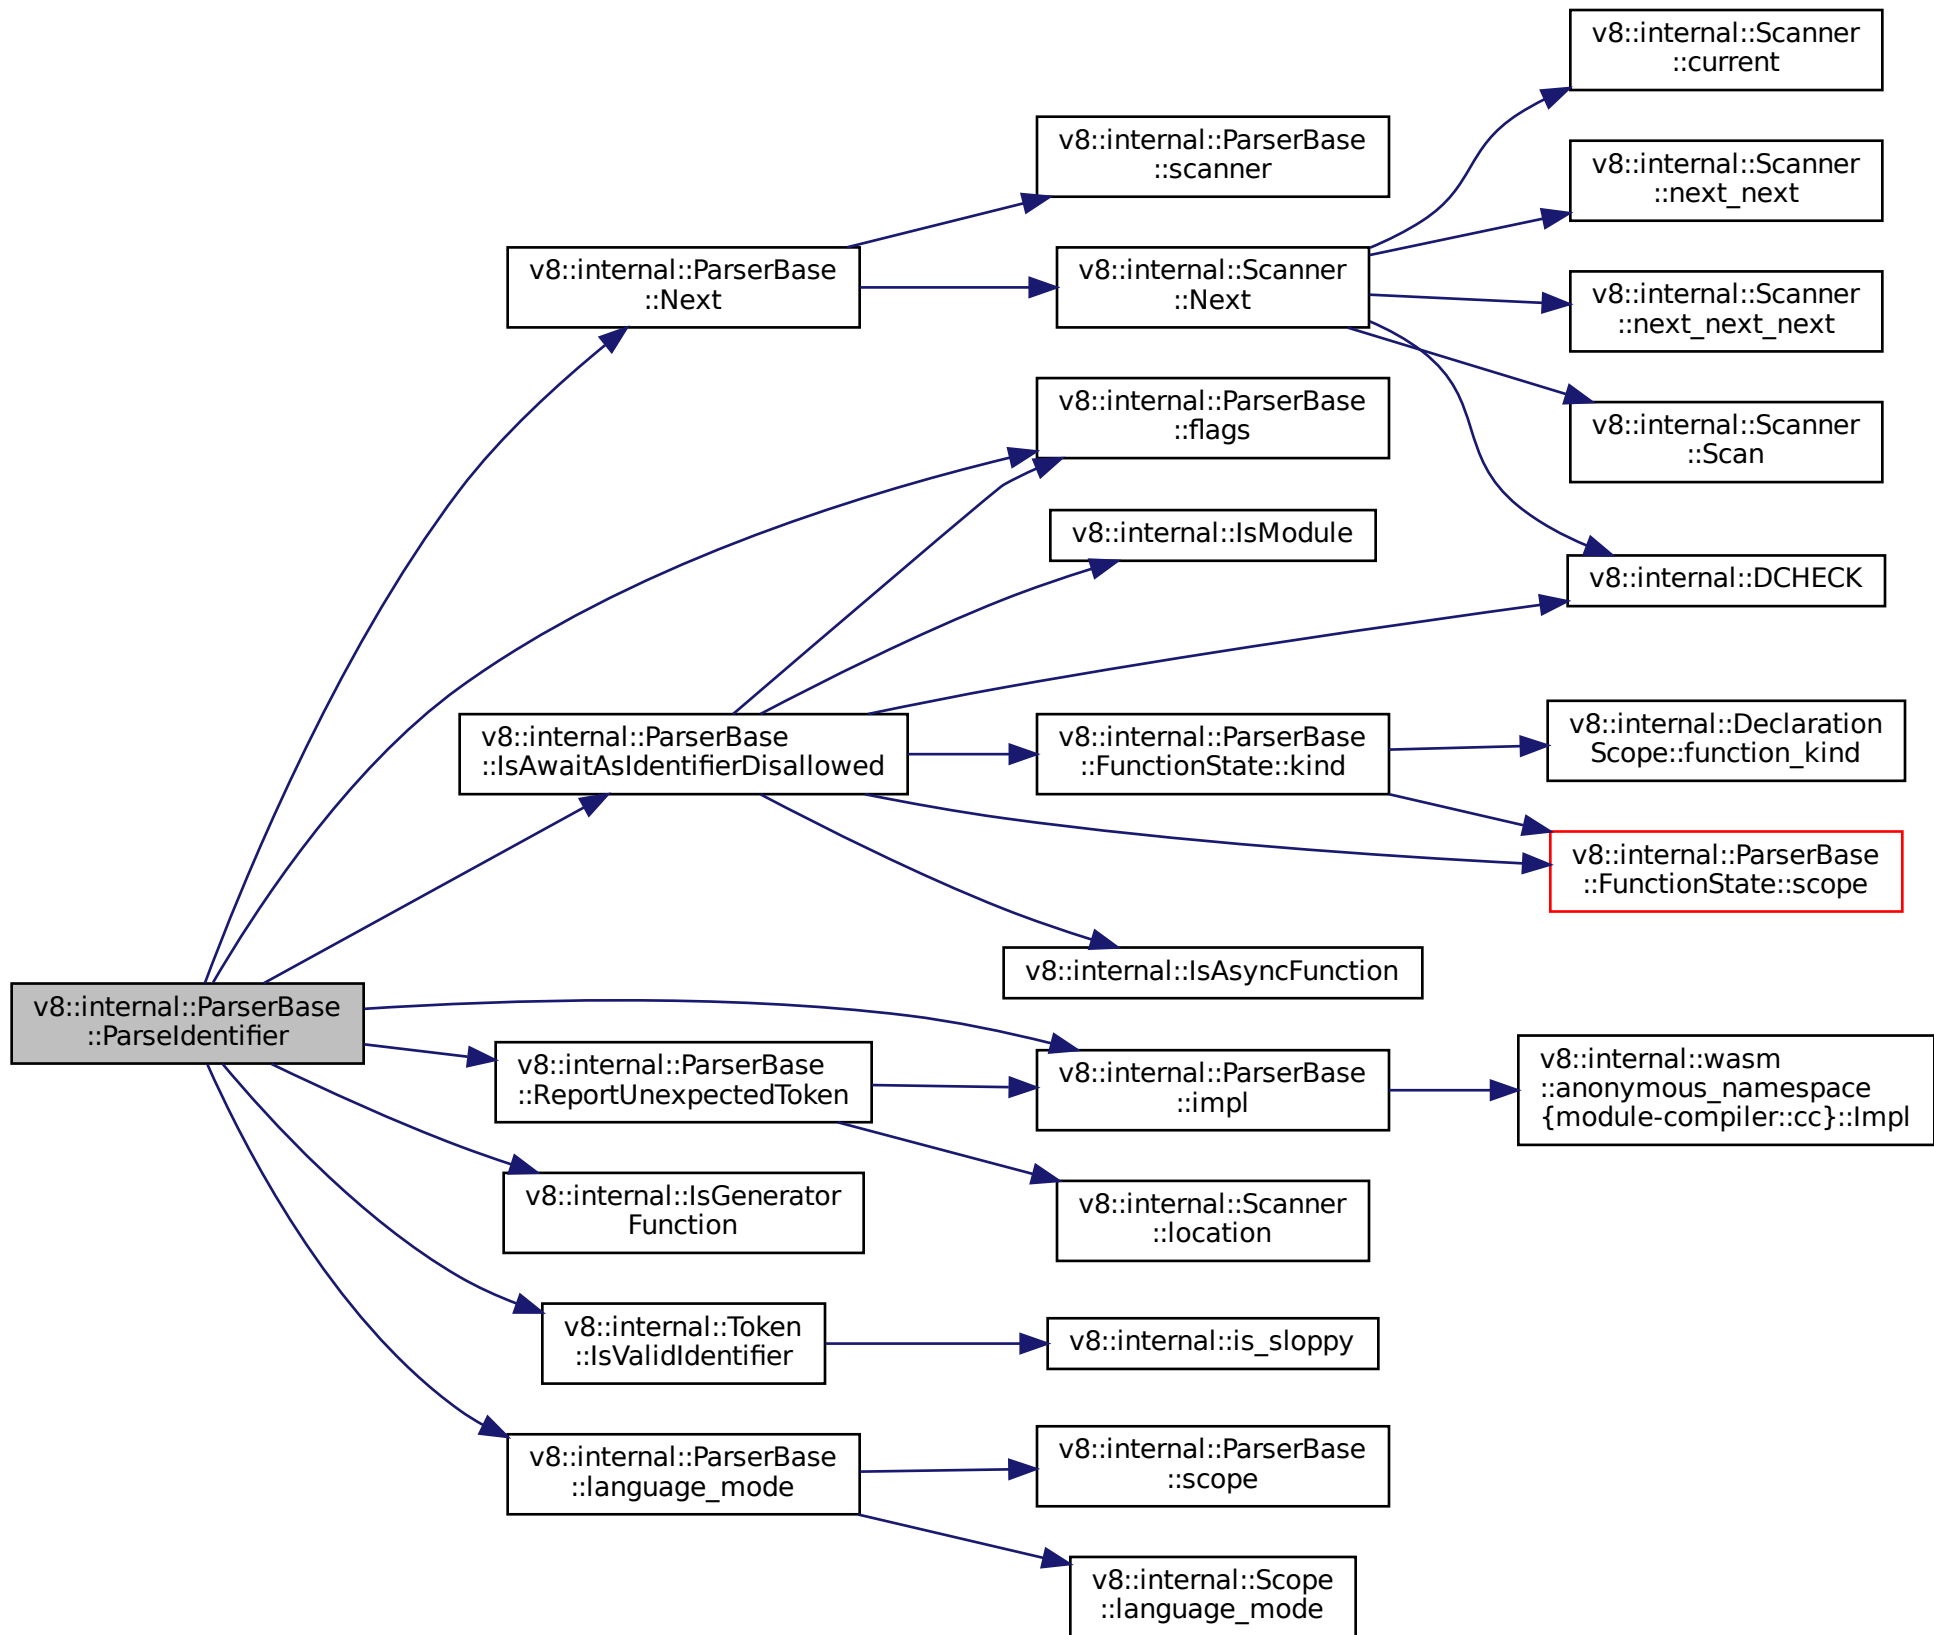 v8::internal::Scanner
::current
v8::internal::ParserBase
::scanner
v8::internal::Scanner
::next_next
v8::internal::ParserBase
::Next
v8::internal::Scanner
::Next
v8::internal::Scanner
::next_next_next
v8::internal::ParserBase
::flags
v8::internal::Scanner
::Scan
v8::internal::IsModule
v8::internal::DCHECK
v8::internal::ParserBase
::IsAwaitAsIdentifierDisallowed
v8::internal::ParserBase
::FunctionState::kind
v8::internal::Declaration
Scope::function_kind
v8::internal::ParserBase
::FunctionState::scope
v8::internal::IsAsyncFunction
v8::internal::ParserBase
::ParseIdentifier
v8::internal::ParserBase
::ReportUnexpectedToken
v8::internal::ParserBase
::impl
v8::internal::wasm
::anonymous_namespace
{module-compiler::cc}::Impl
v8::internal::IsGenerator
Function
v8::internal::Scanner
::location
v8::internal::Token
::IsValidIdentifier
v8::internal::is_sloppy
v8::internal::ParserBase
::language_mode
v8::internal::ParserBase
::scope
v8::internal::Scope
::language_mode